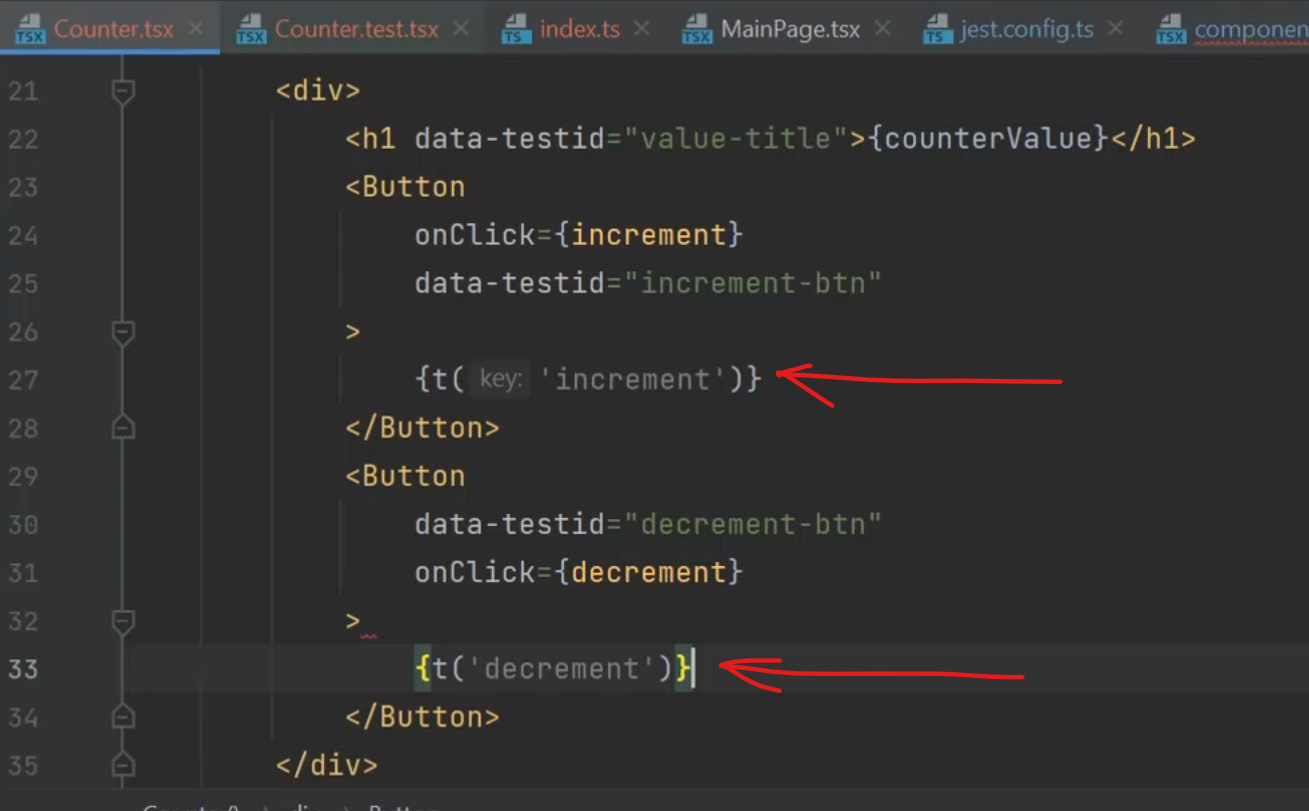 Counter.tsx Counter.test.tsx index.ts MainPage.tsx jest.config.ts componen
21 <div>
22 <h1 data-testid="value-title">{counterValue}</h1>
23 <Button
24 onClick={increment}
25 data-testid="increment-btn"
26 >
27 {t( key: 'increment')}
28 </Button>
29 <Button
30 data-testid="decrement-btn"
31 onClick={decrement}
32 >
33 {t('decrement')}
34 </Button>
35 </div>